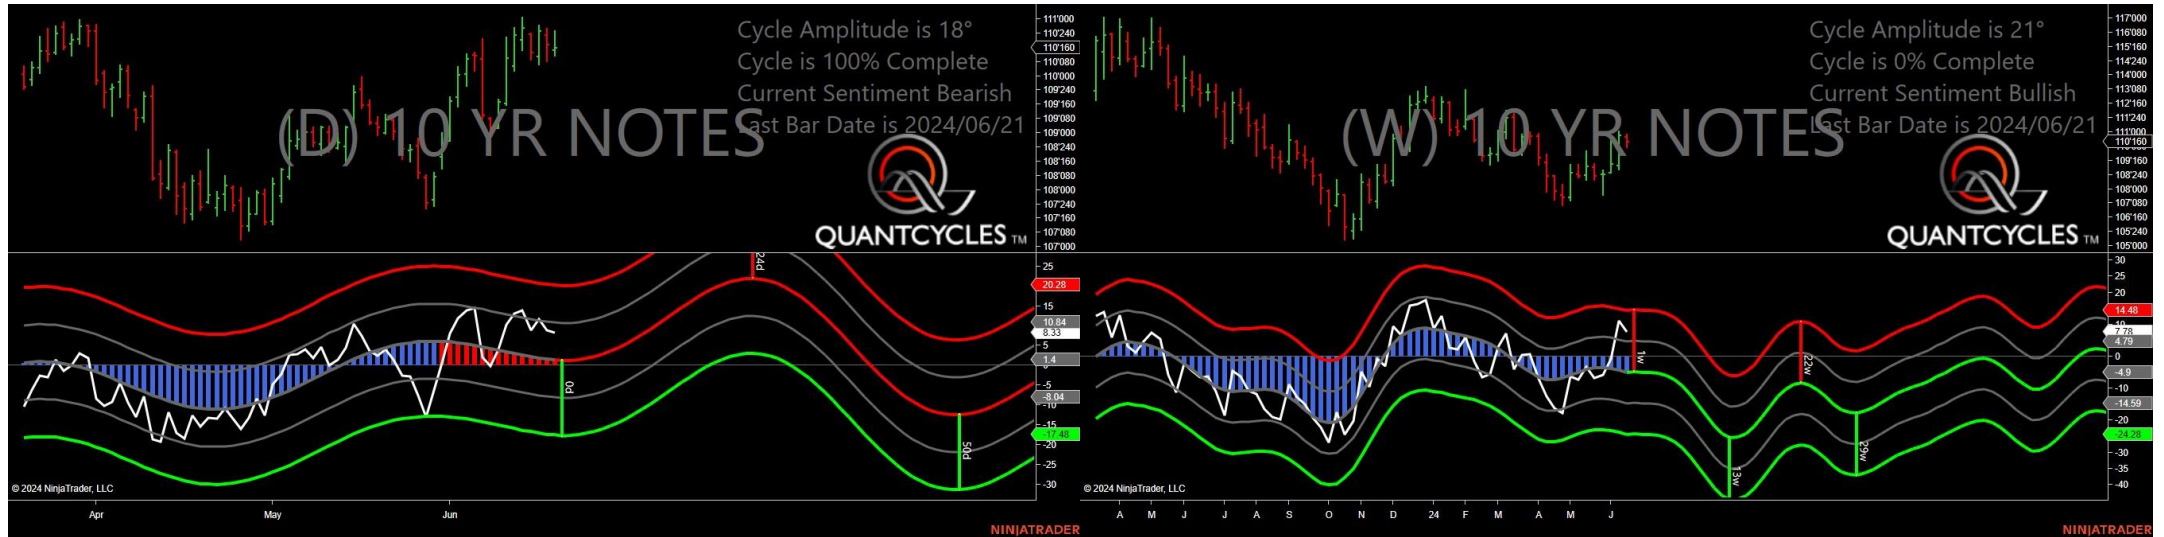 Cycle Amplitude is 18°
Cycle is 100% Complete
Current Sentiment Bearish
Last Bar Date is 2024/06/21
(D) 10 YR NOTES
QUANTCYCLES TM
111'000
110'240
110'160
110'080
110'000
109'240
109'160
109'080
109'000
108'240
108'160
108'080
108'000
107'240
107'160
107'080
107'000
24d
0d
50d
25
20.28
15
10.84
8.33
5
1.4
0
-5
-8.04
-10
-15
-17.48
-20
-25
-30
© 2024 NinjaTrader, LLC
Apr May Jun
NINJATRADER
Cycle Amplitude is 21°
Cycle is 0% Complete
Current Sentiment Bullish
Last Bar Date is 2024/06/21
(W) 10 YR NOTES
QUANTCYCLES TM
117'000
116'080
115'160
114'240
114'000
113'080
112'160
111'240
111'000
110'160
109'160
108'240
108'000
107'080
106'160
105'240
105'000
1w
13w
22w
29w
30
25
20
14.48
10
7.78
4.79
0
-4.9
-10
-14.59
-20
-24.28
-30
-35
-40
© 2024 NinjaTrader, LLC
A M J J A S O N D 24 F M A M J
NINJATRADER